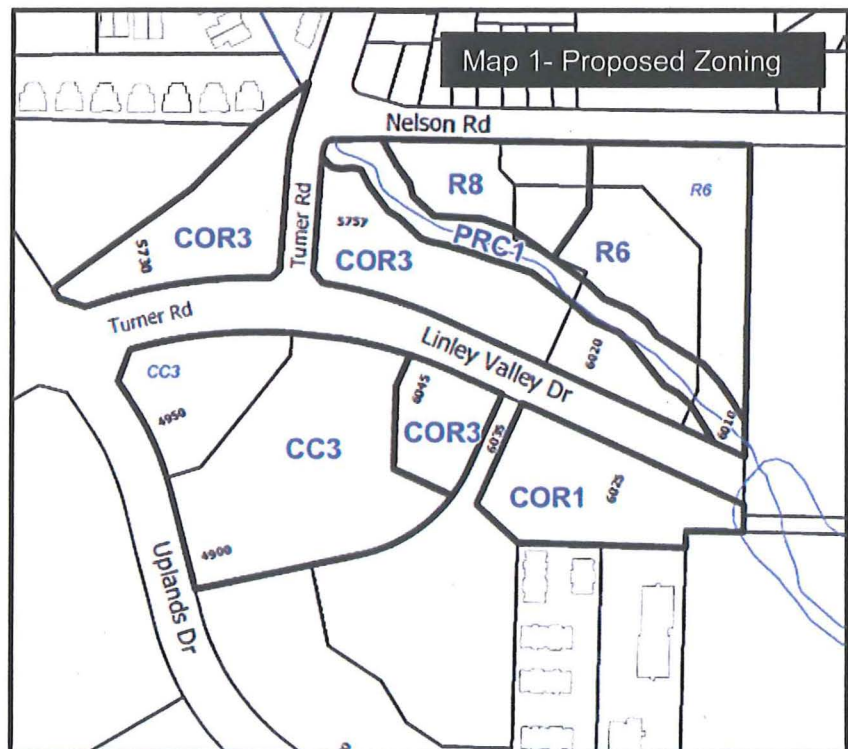 Map 1- Proposed Zoning
Nelson Rd
R8
R6
5757
Turner Rd
COR3
PRC1
R6
5730
COR3
Turner Rd
Linley Valley Dr
6020
CC3
6045
4950
COR3
6035
6010
CC3
COR1
6025
4900
Uplands Dr